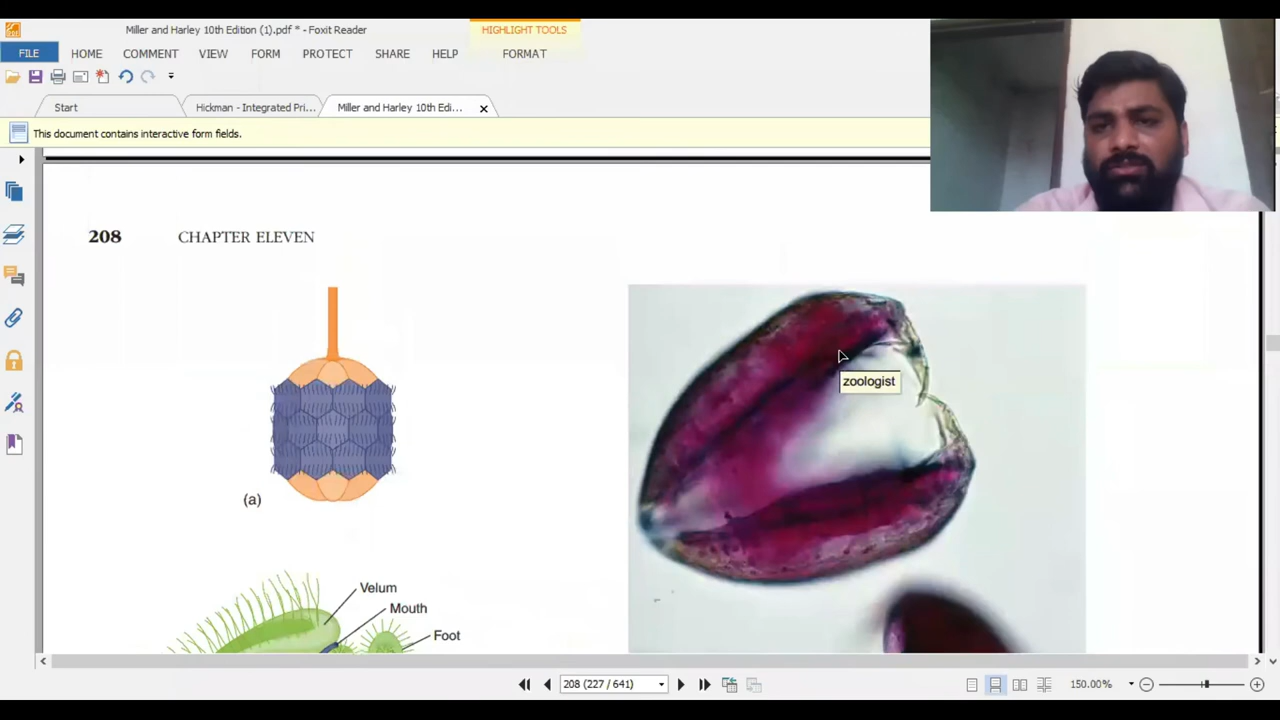 Miller and Harley 10th Edition (1).pdf * - Foxit Reader
HIGHLIGHT TOOLS
FILE HOME COMMENT VIEW FORM PROTECT SHARE HELP FORMAT
Start
Hickman - Integrated Pri...
Miller and Harley 10th Edi...
This document contains interactive form fields.
208 CHAPTER ELEVEN
zoologist
(a)
Velum
Mouth
Foot
208 (227 / 641)
150.00%